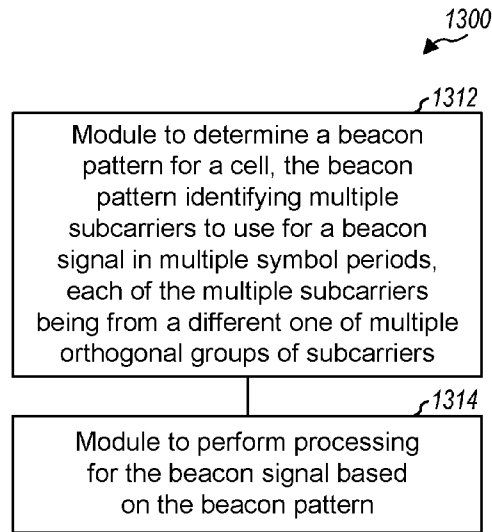 1300
1312
Module to determine a beacon
pattern for a cell, the beacon
pattern identifying multiple
subcarriers to use for a beacon
signal in multiple symbol periods,
each of the multiple subcarriers
being from a different one of multiple
orthogonal groups of subcarriers
1314
Module to perform processing
for the beacon signal based
on the beacon pattern